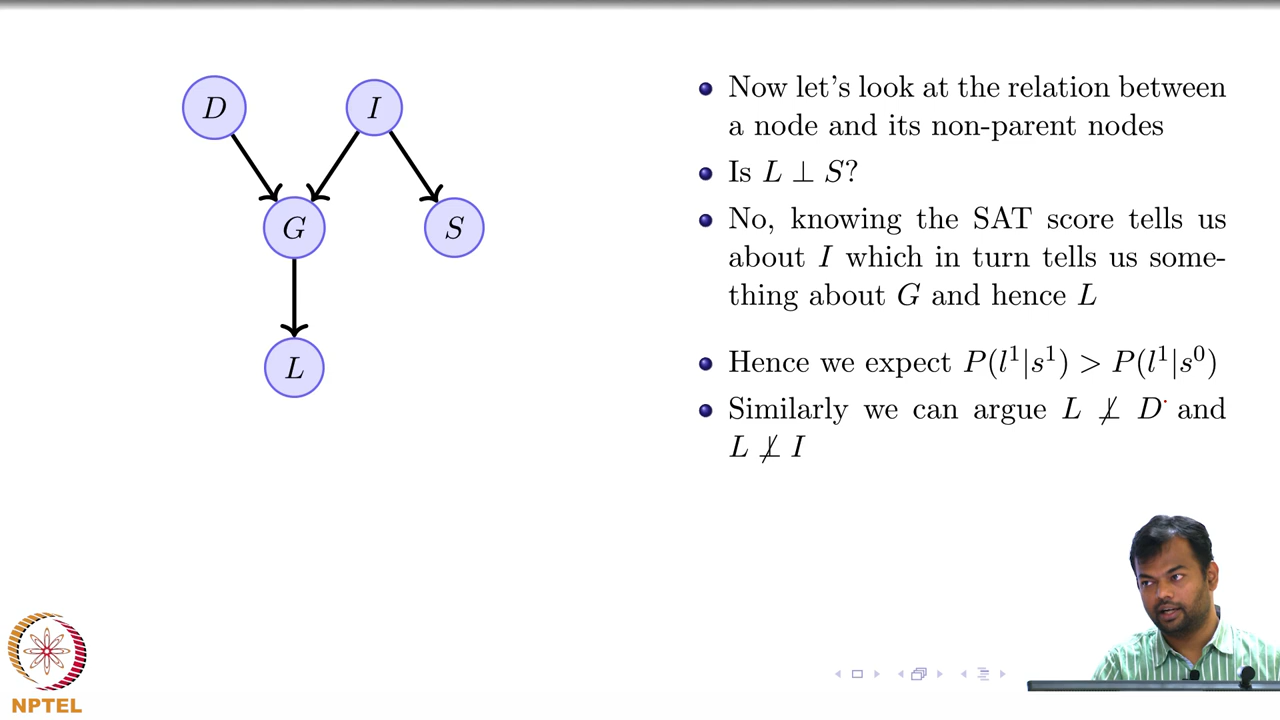 D
I
G
S
L
Now let's look at the relation between
a node and its non-parent nodes
Is L ⊥ S?
No, knowing the SAT score tells us
about I which in turn tells us some-
thing about G and hence L
Hence we expect P(l¹|s¹) > P(l¹|s⁰)
Similarly we can argue L ⊥̸ D and
L ⊥̸ I
NPTEL